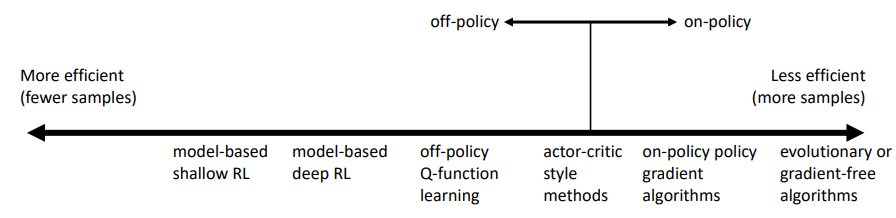 off-policy
on-policy
More efficient
(fewer samples)
Less efficient
(more samples)
model-based
shallow RL
model-based
deep RL
off-policy
Q-function
learning
actor-critic
style
methods
on-policy policy
gradient
algorithms
evolutionary or
gradient-free
algorithms